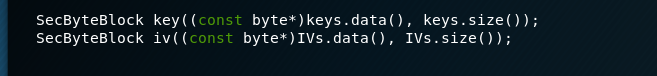 SecByteBlock key((const byte*)keys.data(), keys.size());
SecByteBlock iv((const byte*)IVs.data(), IVs.size());